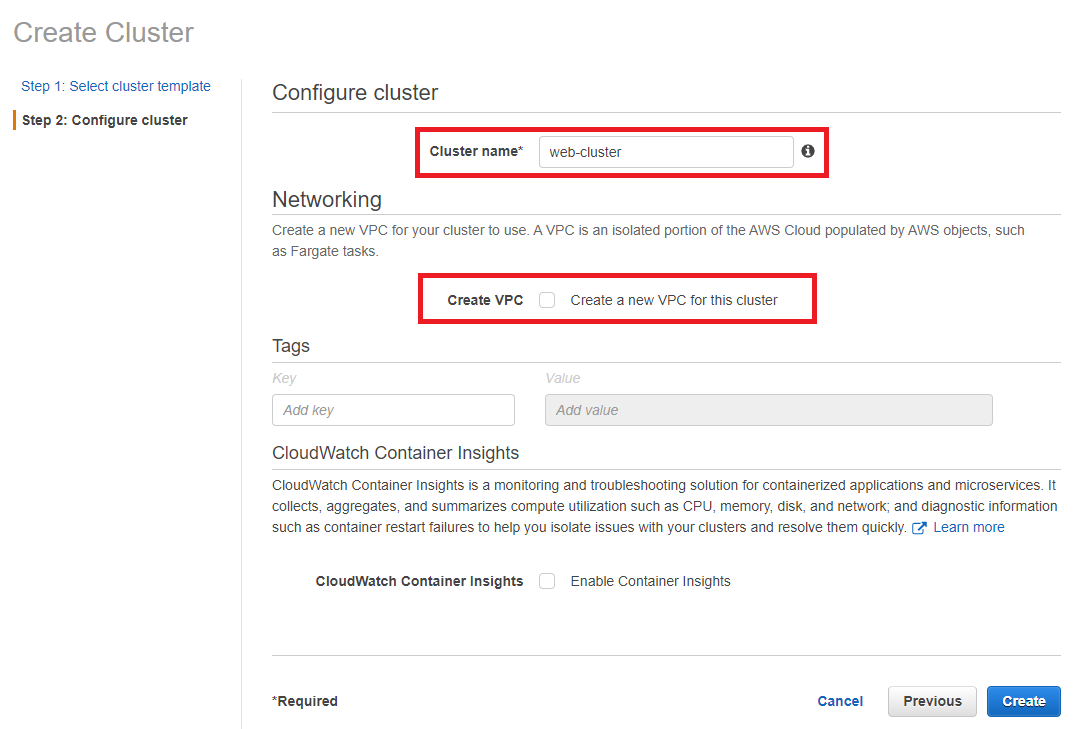 Create Cluster
Step 1: Select cluster template
Step 2: Configure cluster
Configure cluster
Cluster name* web-cluster
Networking
Create a new VPC for your cluster to use. A VPC is an isolated portion of the AWS Cloud populated by AWS objects, such
as Fargate tasks.
Create VPC Create a new VPC for this cluster
Tags
Key Value
Add key Add value
CloudWatch Container Insights
CloudWatch Container Insights is a monitoring and troubleshooting solution for containerized applications and microservices. It
collects, aggregates, and summarizes compute utilization such as CPU, memory, disk, and network; and diagnostic information
such as container restart failures to help you isolate issues with your clusters and resolve them quickly. Learn more
CloudWatch Container Insights Enable Container Insights
*Required Cancel Previous Create